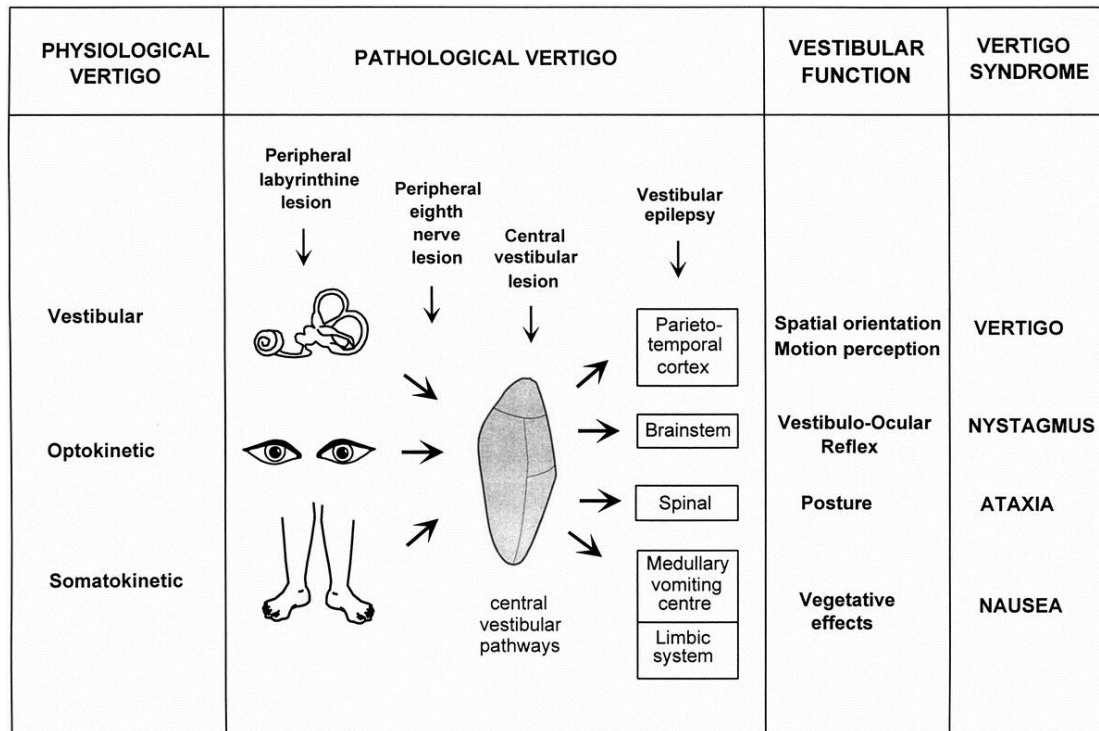 PHYSIOLOGICAL
VERTIGO
PATHOLOGICAL VERTIGO
VESTIBULAR
FUNCTION
VERTIGO
SYNDROME
Vestibular
Optokinetic
Somatokinetic
Peripheral
labyrinthine
lesion
Peripheral
eighth
nerve
lesion
Central
vestibular
lesion
Vestibular
epilepsy
central
vestibular
pathways
Parieto-
temporal
cortex
Brainstem
Spinal
Medullary
vomiting
centre
Limbic
system
Spatial orientation
Motion perception
Vestibulo-Ocular
Reflex
Posture
Vegetative
effects
VERTIGO
NYSTAGMUS
ATAXIA
NAUSEA